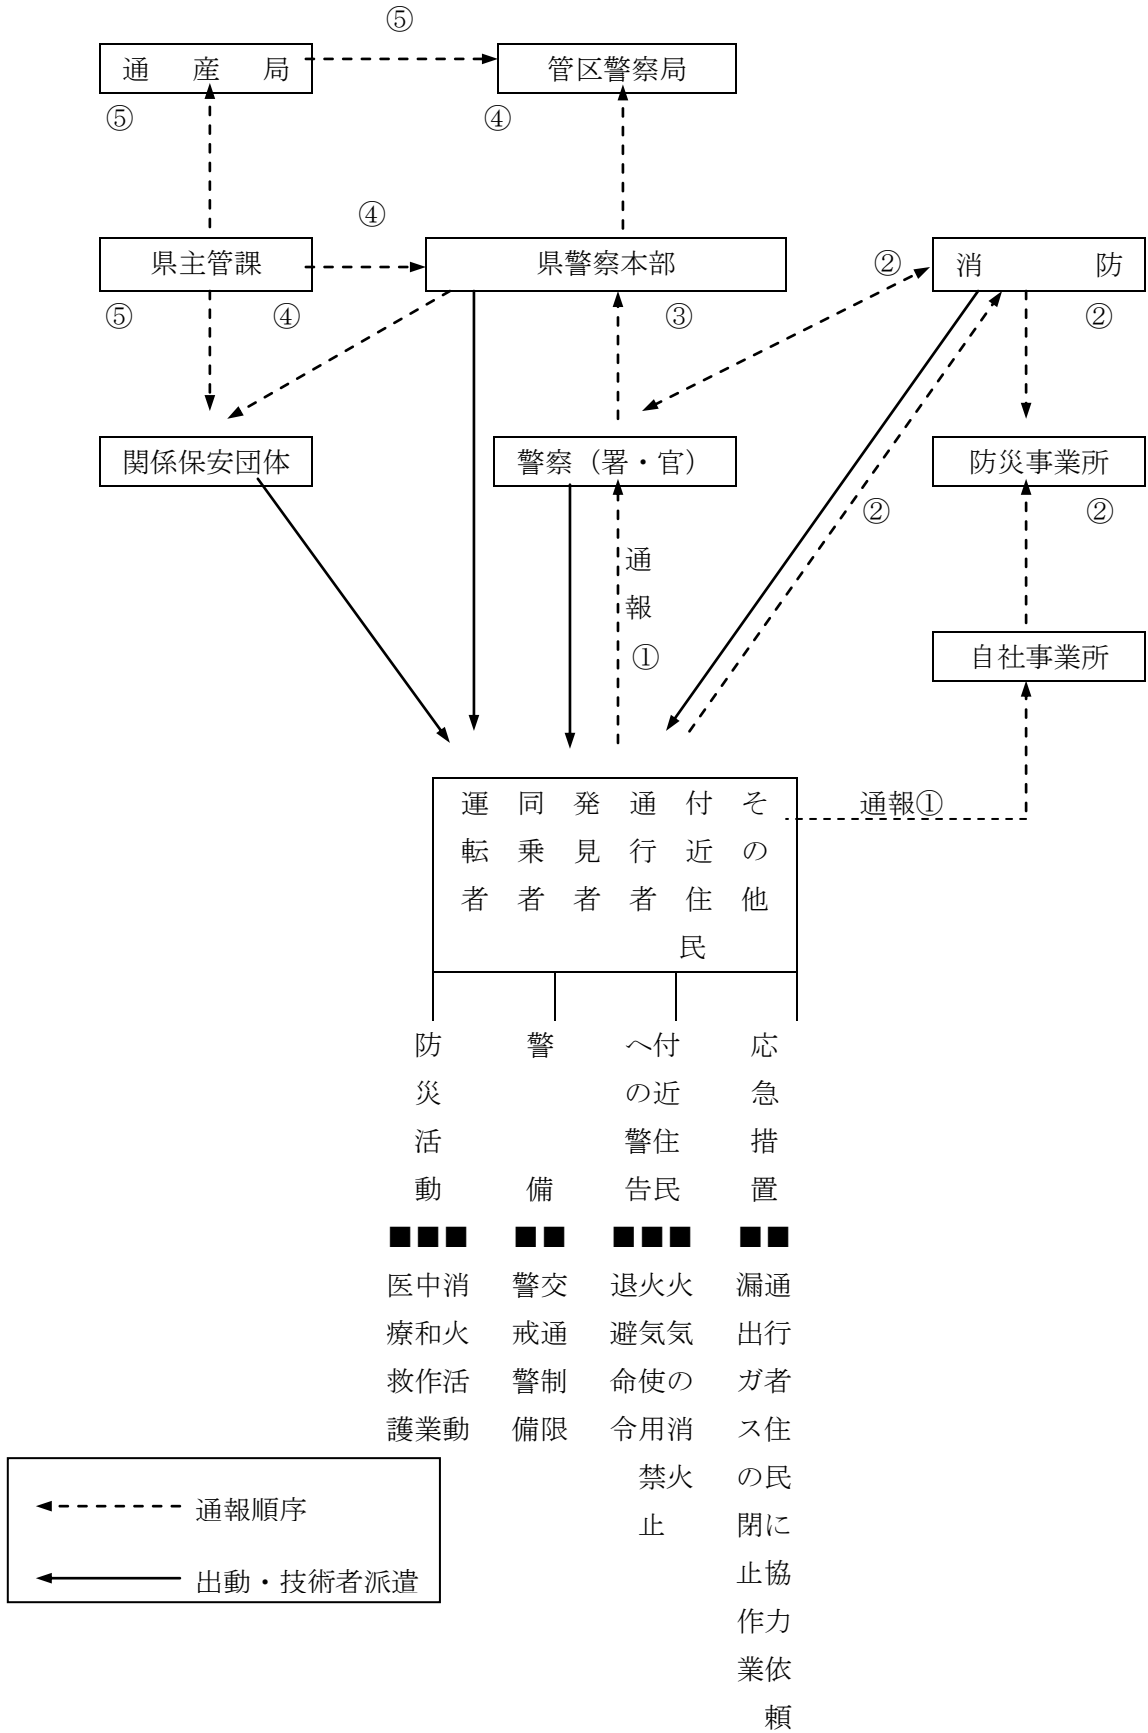 ⑤
通　産　局
管区警察局
⑤
④
④
県主管課
県警察本部
②
消　　　防
⑤
④
③
②
関係保安団体
警察（署・官）
防災事業所
②
②
通報①
自社事業所
運転者
同乗者
発見者
通行者
付近住民
その他
通報①
防災活動
警　備
付近住民
への警告
応急措置
■■■
■■
■■■
■■
消火活動
中和作業
医療救護
交通制限
警戒警備
火気の消火
火気使用禁止
退避命令
通行者住民に協力依頼
漏出ガスの閉止作業
通報順序
出動・技術者派遣